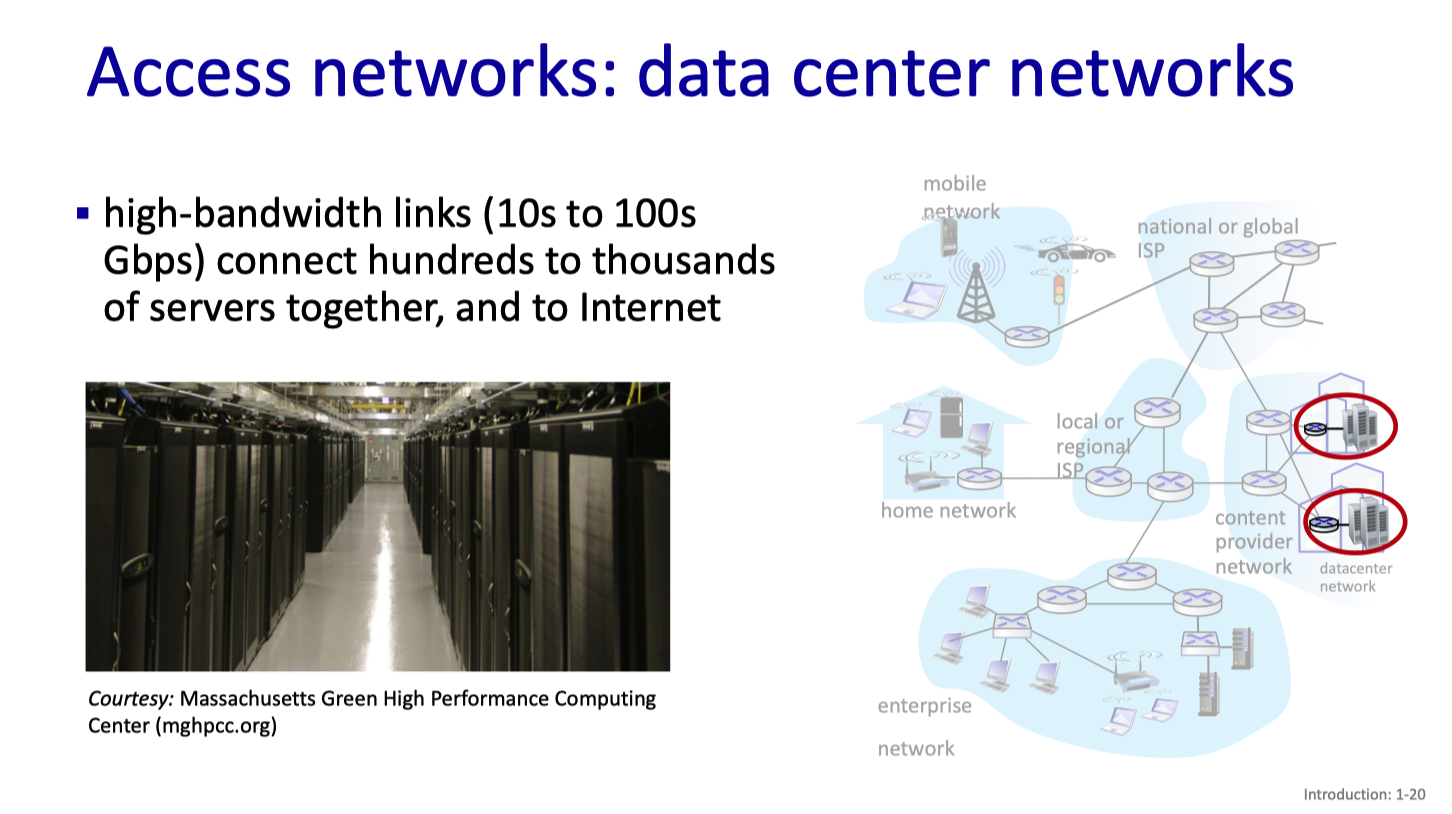 Access networks: data center networks
▪ high-bandwidth links (10s to 100s
Gbps) connect hundreds to thousands
of servers together, and to Internet
Courtesy: Massachusetts Green High Performance Computing
Center (mghpcc.org)
mobile
network
national or global
ISP
local or
regional
ISP
home network
content
provider
network
datacenter
network
enterprise
network
Introduction: 1-20